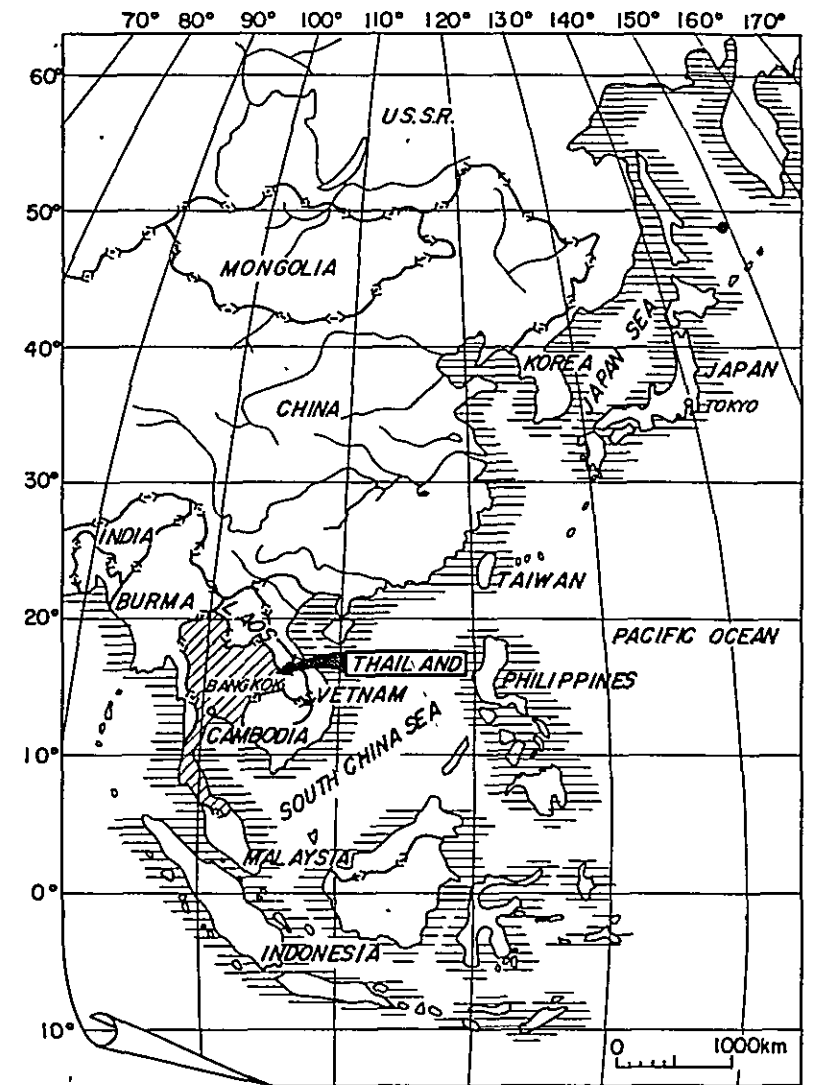 70° 80° 90° 100° 110° 120° 130° 140° 150° 160° 170°
60°
U.S.S.R.
50°
MONGOLIA
40°
KOREA
JAPAN SEA
JAPAN
TOKYO
CHINA
30°
INDIA
TAIWAN
BURMA
20°
LAOS
PACIFIC OCEAN
THAILAND
BANGKOK
VETNAM
PHILIPPINES
CAMBODIA
10°
SOUTH CHINA SEA
MALAYSIA
0°
INDONESIA
10°
0 1000km